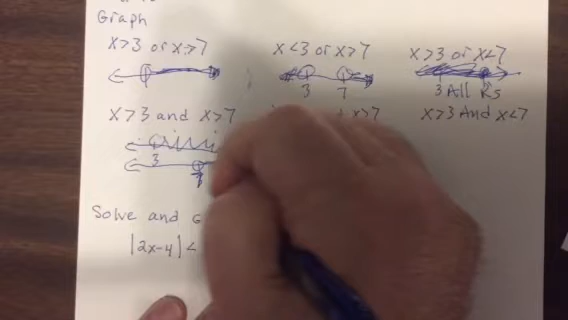 Graph
x>3 or x>7 x<3 or x>7 x>3 or x<7
3 7 3 All Rs
x>3 and x>7 x>7 x>3 And x<7
3
7
Solve and
|2x-4|<